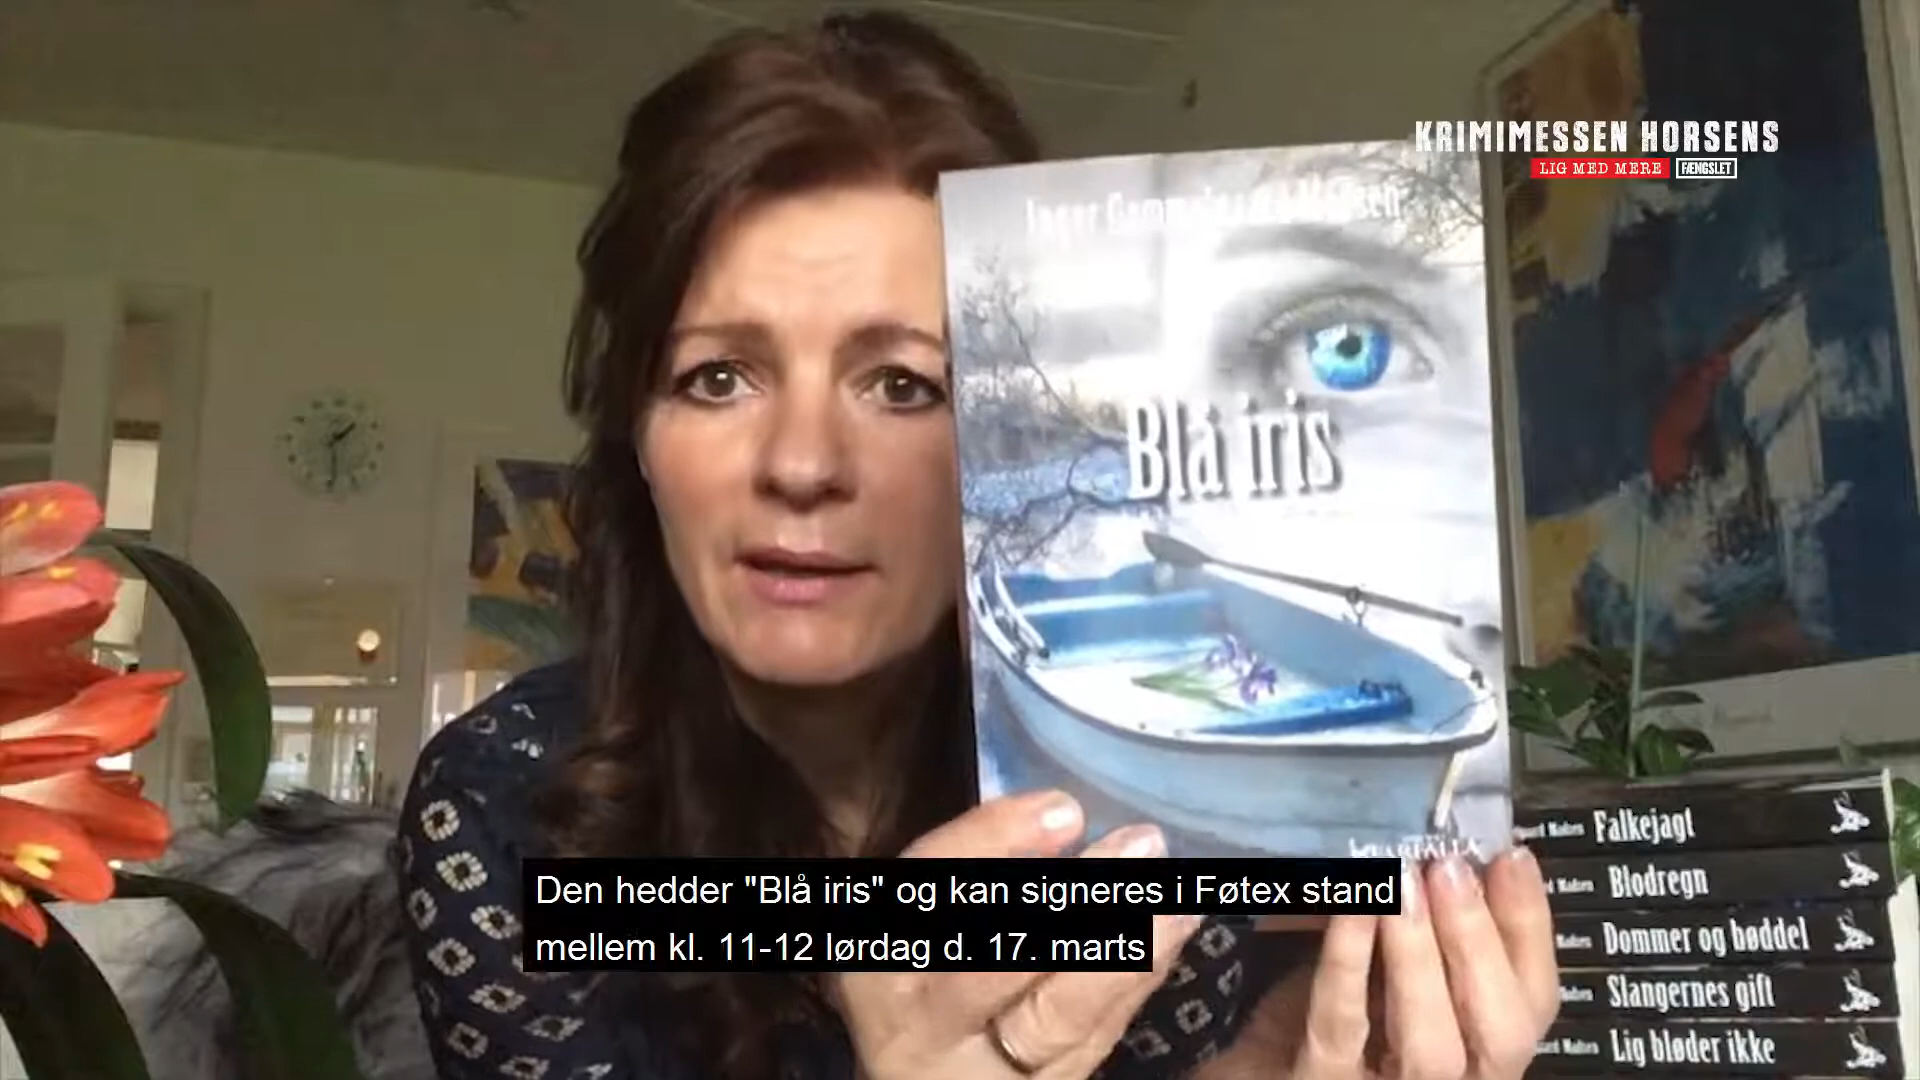 KRIMIMESSEN HORSENS
LIG MED MERE FÆNGSLET
Inger
Blå iris
Falkejagt
Blodregn
Dommer og bøddel
Slangernes gift
Lig bløder ikke
Den hedder "Blå iris" og kan signeres i Føtex stand
mellem kl. 11-12 lørdag d. 17. marts